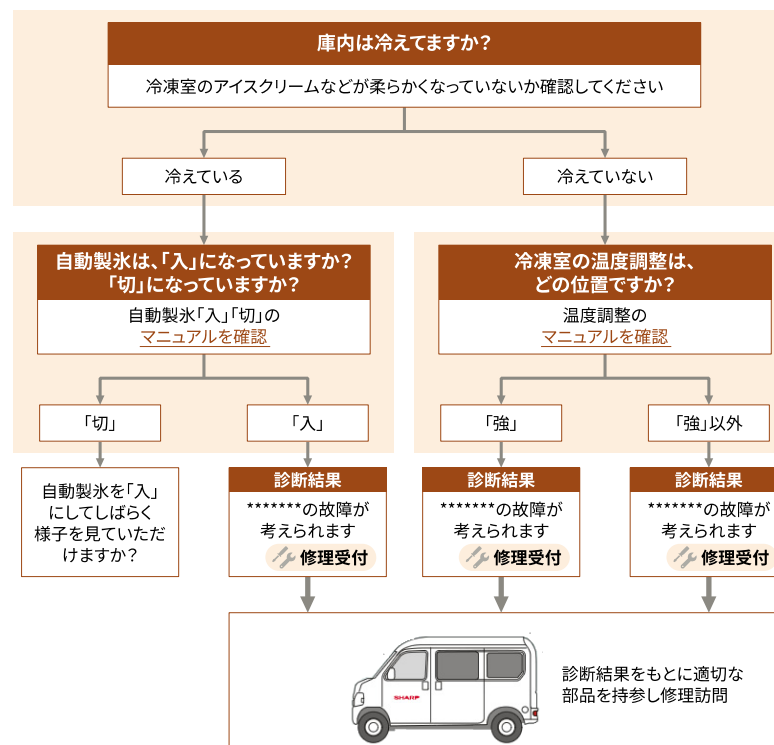 庫内は冷えてますか？
冷凍室のアイスクリームなどが柔らかくなっていないか確認してください
冷えている
冷えていない
自動製氷は、「入」になっていますか？
「切」になっていますか？
自動製氷「入」「切」の
マニュアルを確認
冷凍室の温度調整は、
どの位置ですか？
温度調整の
マニュアルを確認
「切」
「入」
「強」
「強」以外
自動製氷を「入」
にしてしばらく
様子を見ていただ
けますか？
診断結果
*******の故障が
考えられます
修理受付
診断結果
*******の故障が
考えられます
修理受付
診断結果
*******の故障が
考えられます
修理受付
SHARP
診断結果をもとに適切な
部品を持参し修理訪問